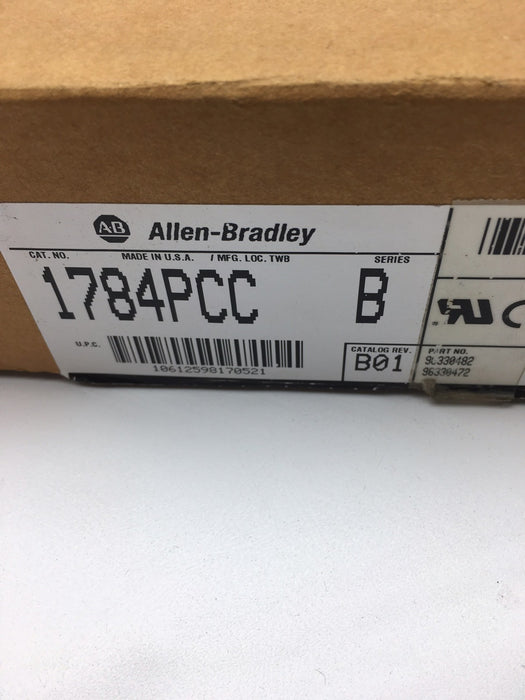 AB Allen-Bradley
CAT. NO. MADE IN U.S.A. / MFG. LOC. TWB SERIES
1784PCC B
U.P.C.
10612598170521
CATALOG REV.
B01
PART NO.
96330482
96330472